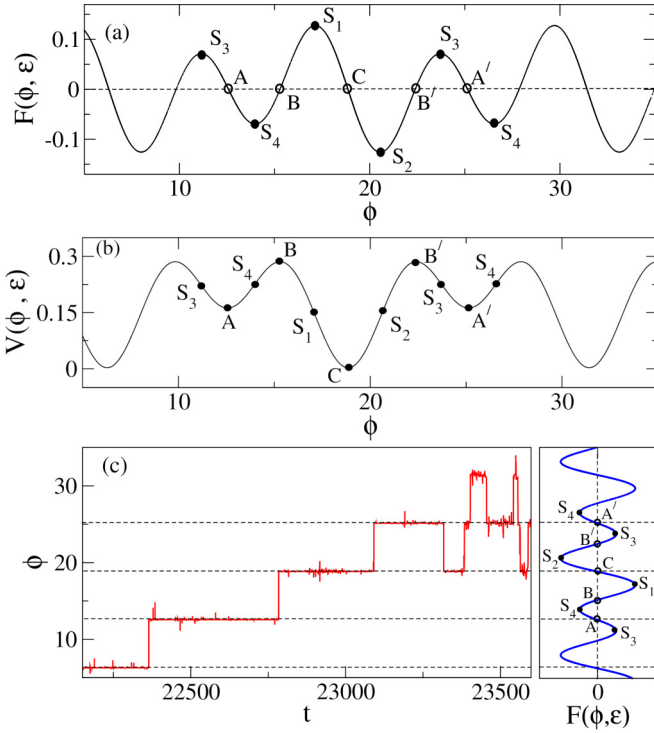 (a)
S₃ S₁ S₃
A B C B′ A′
S₄ S₂ S₄
F(ϕ, ε)
0.1
0
-0.1
10 20 30
ϕ
(b)
B B′
S₃ S₄ S₁ S₂ S₃ S₄
A C A′
V(ϕ , ε)
0.3
0.15
0
10 20 30
ϕ
(c)
ϕ
30
20
10
22500 23000 23500
t
S₄ A′
B′ S₃
S₂ C
B S₁
S₄
A S₃
0
F(ϕ,ε)